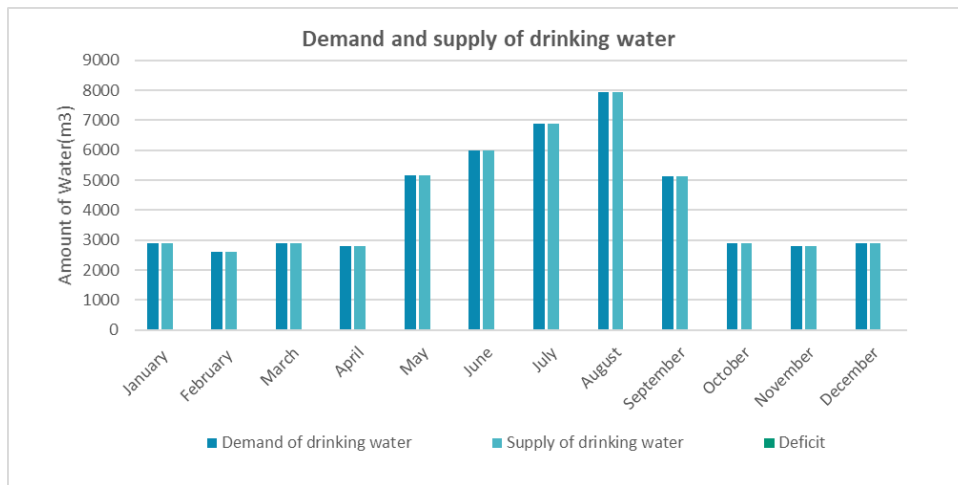 Demand and supply of drinking water
Amount of Water(m3)
9000
8000
7000
6000
5000
4000
3000
2000
1000
0
January
February
March
April
May
June
July
August
September
October
November
December
Demand of drinking water
Supply of drinking water
Deficit